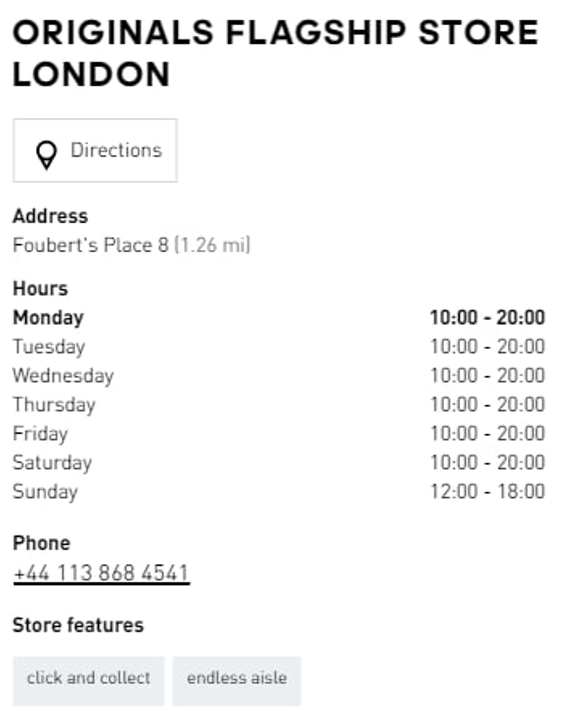 ORIGINALS FLAGSHIP STORE
LONDON
Directions
Address
Foubert's Place 8 (1.26 mi)
Hours
Monday 10:00 - 20:00
Tuesday 10:00 - 20:00
Wednesday 10:00 - 20:00
Thursday 10:00 - 20:00
Friday 10:00 - 20:00
Saturday 10:00 - 20:00
Sunday 12:00 - 18:00
Phone
+44 113 868 4541
Store features
click and collect endless aisle